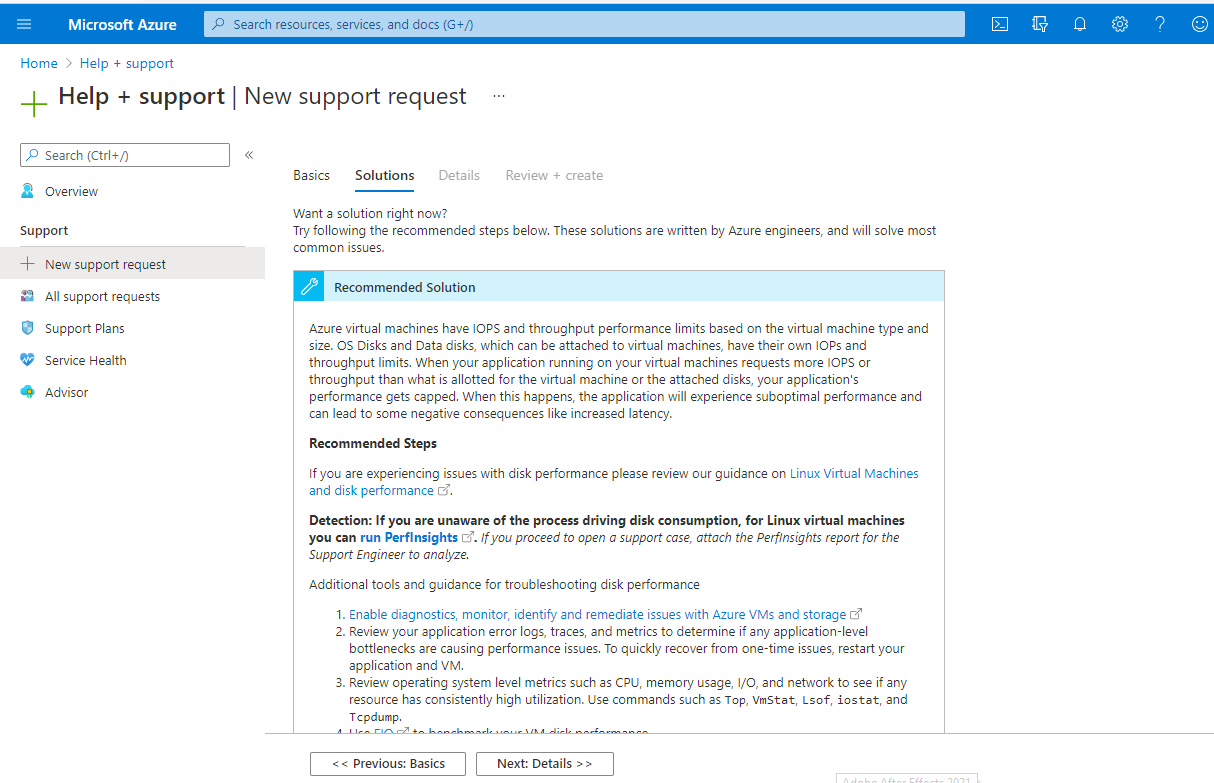 Microsoft Azure
Search resources, services, and docs (G+/)
Home > Help + support
Help + support | New support request ...
Search (Ctrl+/) «
Overview
Support
New support request
All support requests
Support Plans
Service Health
Advisor
Basics Solutions Details Review + create
Want a solution right now?
Try following the recommended steps below. These solutions are written by Azure engineers, and will solve most
common issues.
Recommended Solution
Azure virtual machines have IOPS and throughput performance limits based on the virtual machine type and
size. OS Disks and Data disks, which can be attached to virtual machines, have their own IOPs and
throughput limits. When your application running on your virtual machines requests more IOPS or
throughput than what is allotted for the virtual machine or the attached disks, your application's
performance gets capped. When this happens, the application will experience suboptimal performance and
can lead to some negative consequences like increased latency.
Recommended Steps
If you are experiencing issues with disk performance please review our guidance on Linux Virtual Machines
and disk performance.
Detection: If you are unaware of the process driving disk consumption, for Linux virtual machines
you can run PerfInsights. If you proceed to open a support case, attach the PerfInsights report for the
Support Engineer to analyze.
Additional tools and guidance for troubleshooting disk performance
1. Enable diagnostics, monitor, identify and remediate issues with Azure VMs and storage
2. Review your application error logs, traces, and metrics to determine if any application-level
bottlenecks are causing performance issues. To quickly recover from one-time issues, restart your
application and VM.
3. Review operating system level metrics such as CPU, memory usage, I/O, and network to see if any
resource has consistently high utilization. Use commands such as Top, VmStat, Lsof, iostat, and
Tcpdump.
4. Use FIO to benchmark your VM disk performance
<< Previous: Basics
Next: Details >>
Adobe After Effects 2021